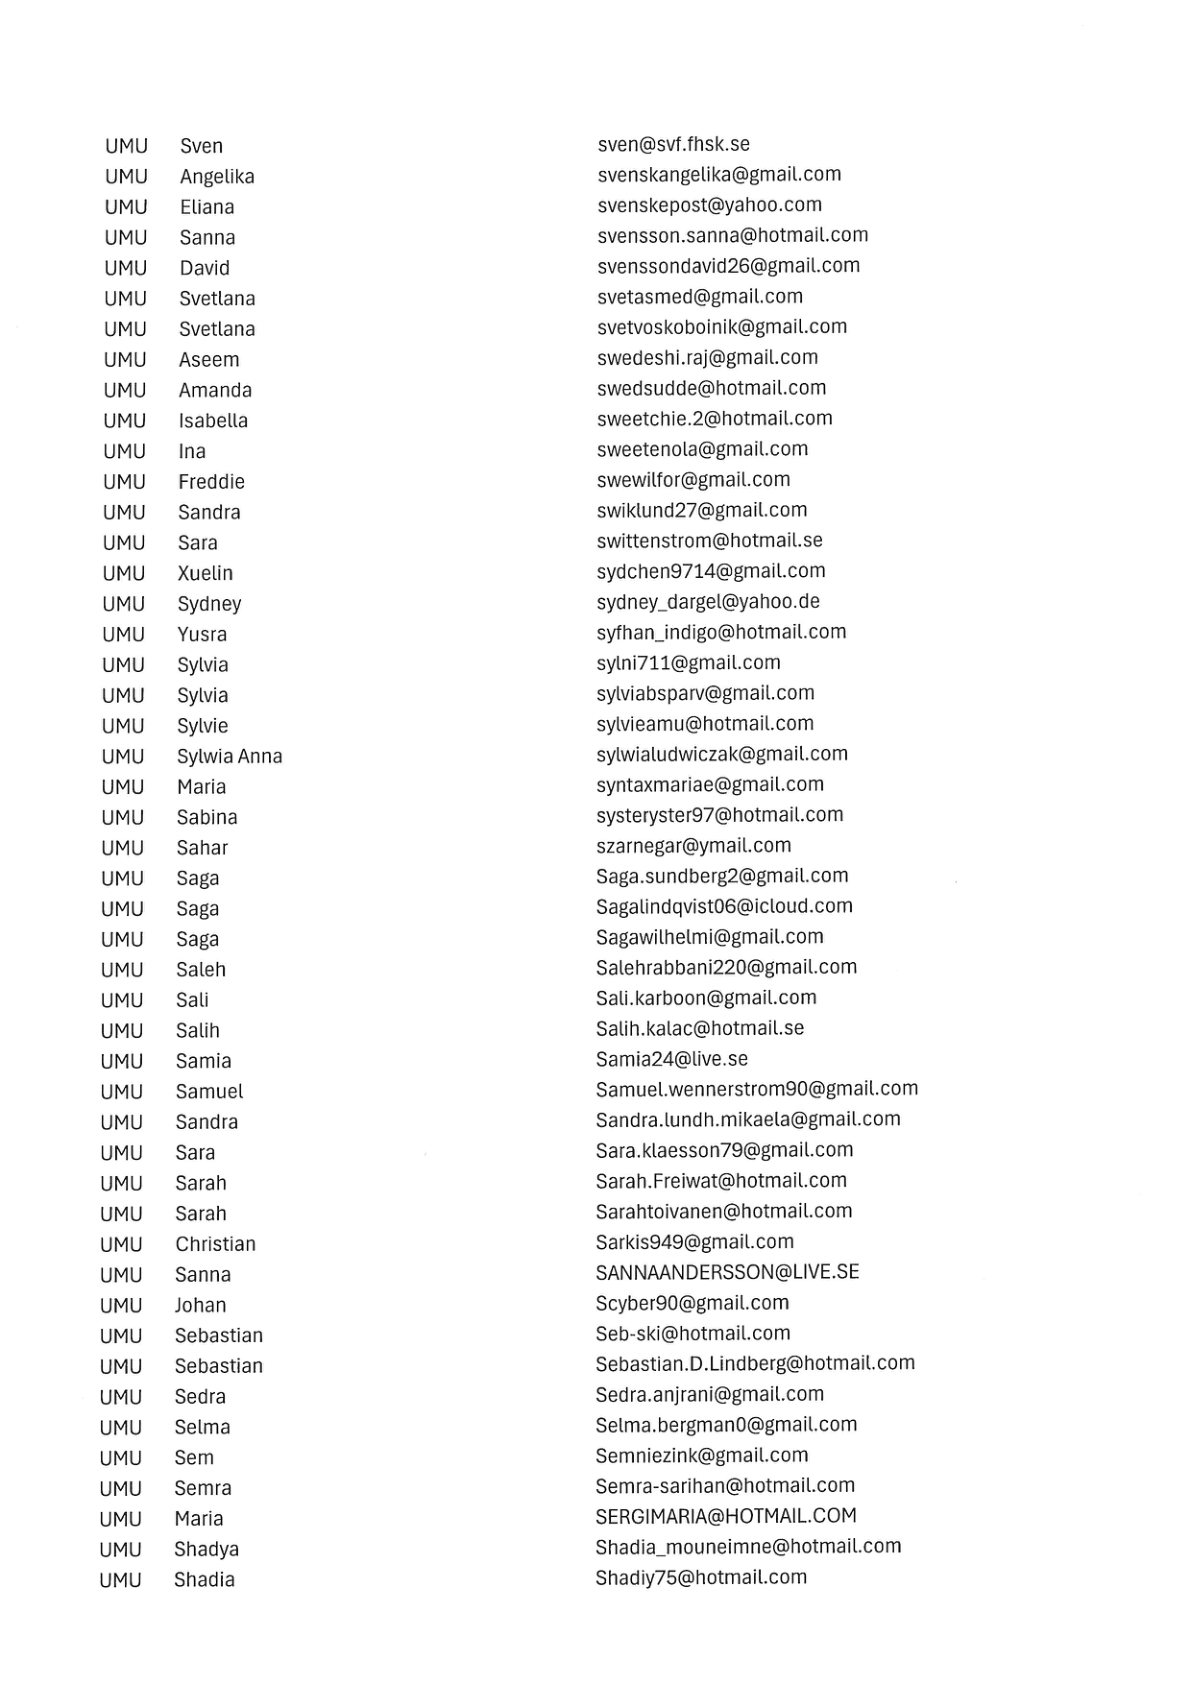 UMU Sven sven@svf.fhsk.se
UMU Angelika svenskangelika@gmail.com
UMU Eliana svenskepost@yahoo.com
UMU Sanna svensson.sanna@hotmail.com
UMU David svenssondavid26@gmail.com
UMU Svetlana svetasmed@gmail.com
UMU Svetlana svetvoskoboinik@gmail.com
UMU Aseem swedeshi.raj@gmail.com
UMU Amanda swedsudde@hotmail.com
UMU Isabella sweetchie.2@hotmail.com
UMU Ina sweetenola@gmail.com
UMU Freddie swewilfor@gmail.com
UMU Sandra swiklund27@gmail.com
UMU Sara swittenstrom@hotmail.se
UMU Xuelin sydchen9714@gmail.com
UMU Sydney sydney_dargel@yahoo.de
UMU Yusra syfhan_indigo@hotmail.com
UMU Sylvia sylni711@gmail.com
UMU Sylvia sylviabsparv@gmail.com
UMU Sylvie sylvieamu@hotmail.com
UMU Sylwia Anna sylwialudwiczak@gmail.com
UMU Maria syntaxmariae@gmail.com
UMU Sabina systeryster97@hotmail.com
UMU Sahar szarnegar@ymail.com
UMU Saga Saga.sundberg2@gmail.com
UMU Saga Sagalindqvist06@icloud.com
UMU Saga Sagawilhelmi@gmail.com
UMU Saleh Salehrabbani220@gmail.com
UMU Sali Sali.karboon@gmail.com
UMU Salih Salih.kalac@hotmail.se
UMU Samia Samia24@live.se
UMU Samuel Samuel.wennerstrom90@gmail.com
UMU Sandra Sandra.lundh.mikaela@gmail.com
UMU Sara Sara.klaesson79@gmail.com
UMU Sarah Sarah.Freiwat@hotmail.com
UMU Sarah Sarahtoivanen@hotmail.com
UMU Christian Sarkis949@gmail.com
UMU Sanna SANNAANDERSSON@LIVE.SE
UMU Johan Scyber90@gmail.com
UMU Sebastian Seb-ski@hotmail.com
UMU Sebastian Sebastian.D.Lindberg@hotmail.com
UMU Sedra Sedra.anjrani@gmail.com
UMU Selma Selma.bergman0@gmail.com
UMU Sem Semniezink@gmail.com
UMU Semra Semra-sarihan@hotmail.com
UMU Maria SERGIMARIA@HOTMAIL.COM
UMU Shadya Shadia_mouneimne@hotmail.com
UMU Shadia Shadiy75@hotmail.com